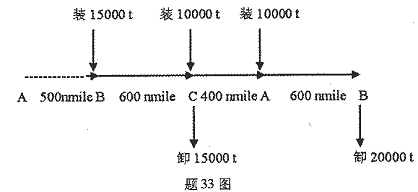 装 15000 t 装 10000 t 装 10000 t
A 500nmile B 600 nmile C 400 nmile A 600 nmile B
卸 15000 t 卸 20000 t
题 33 图